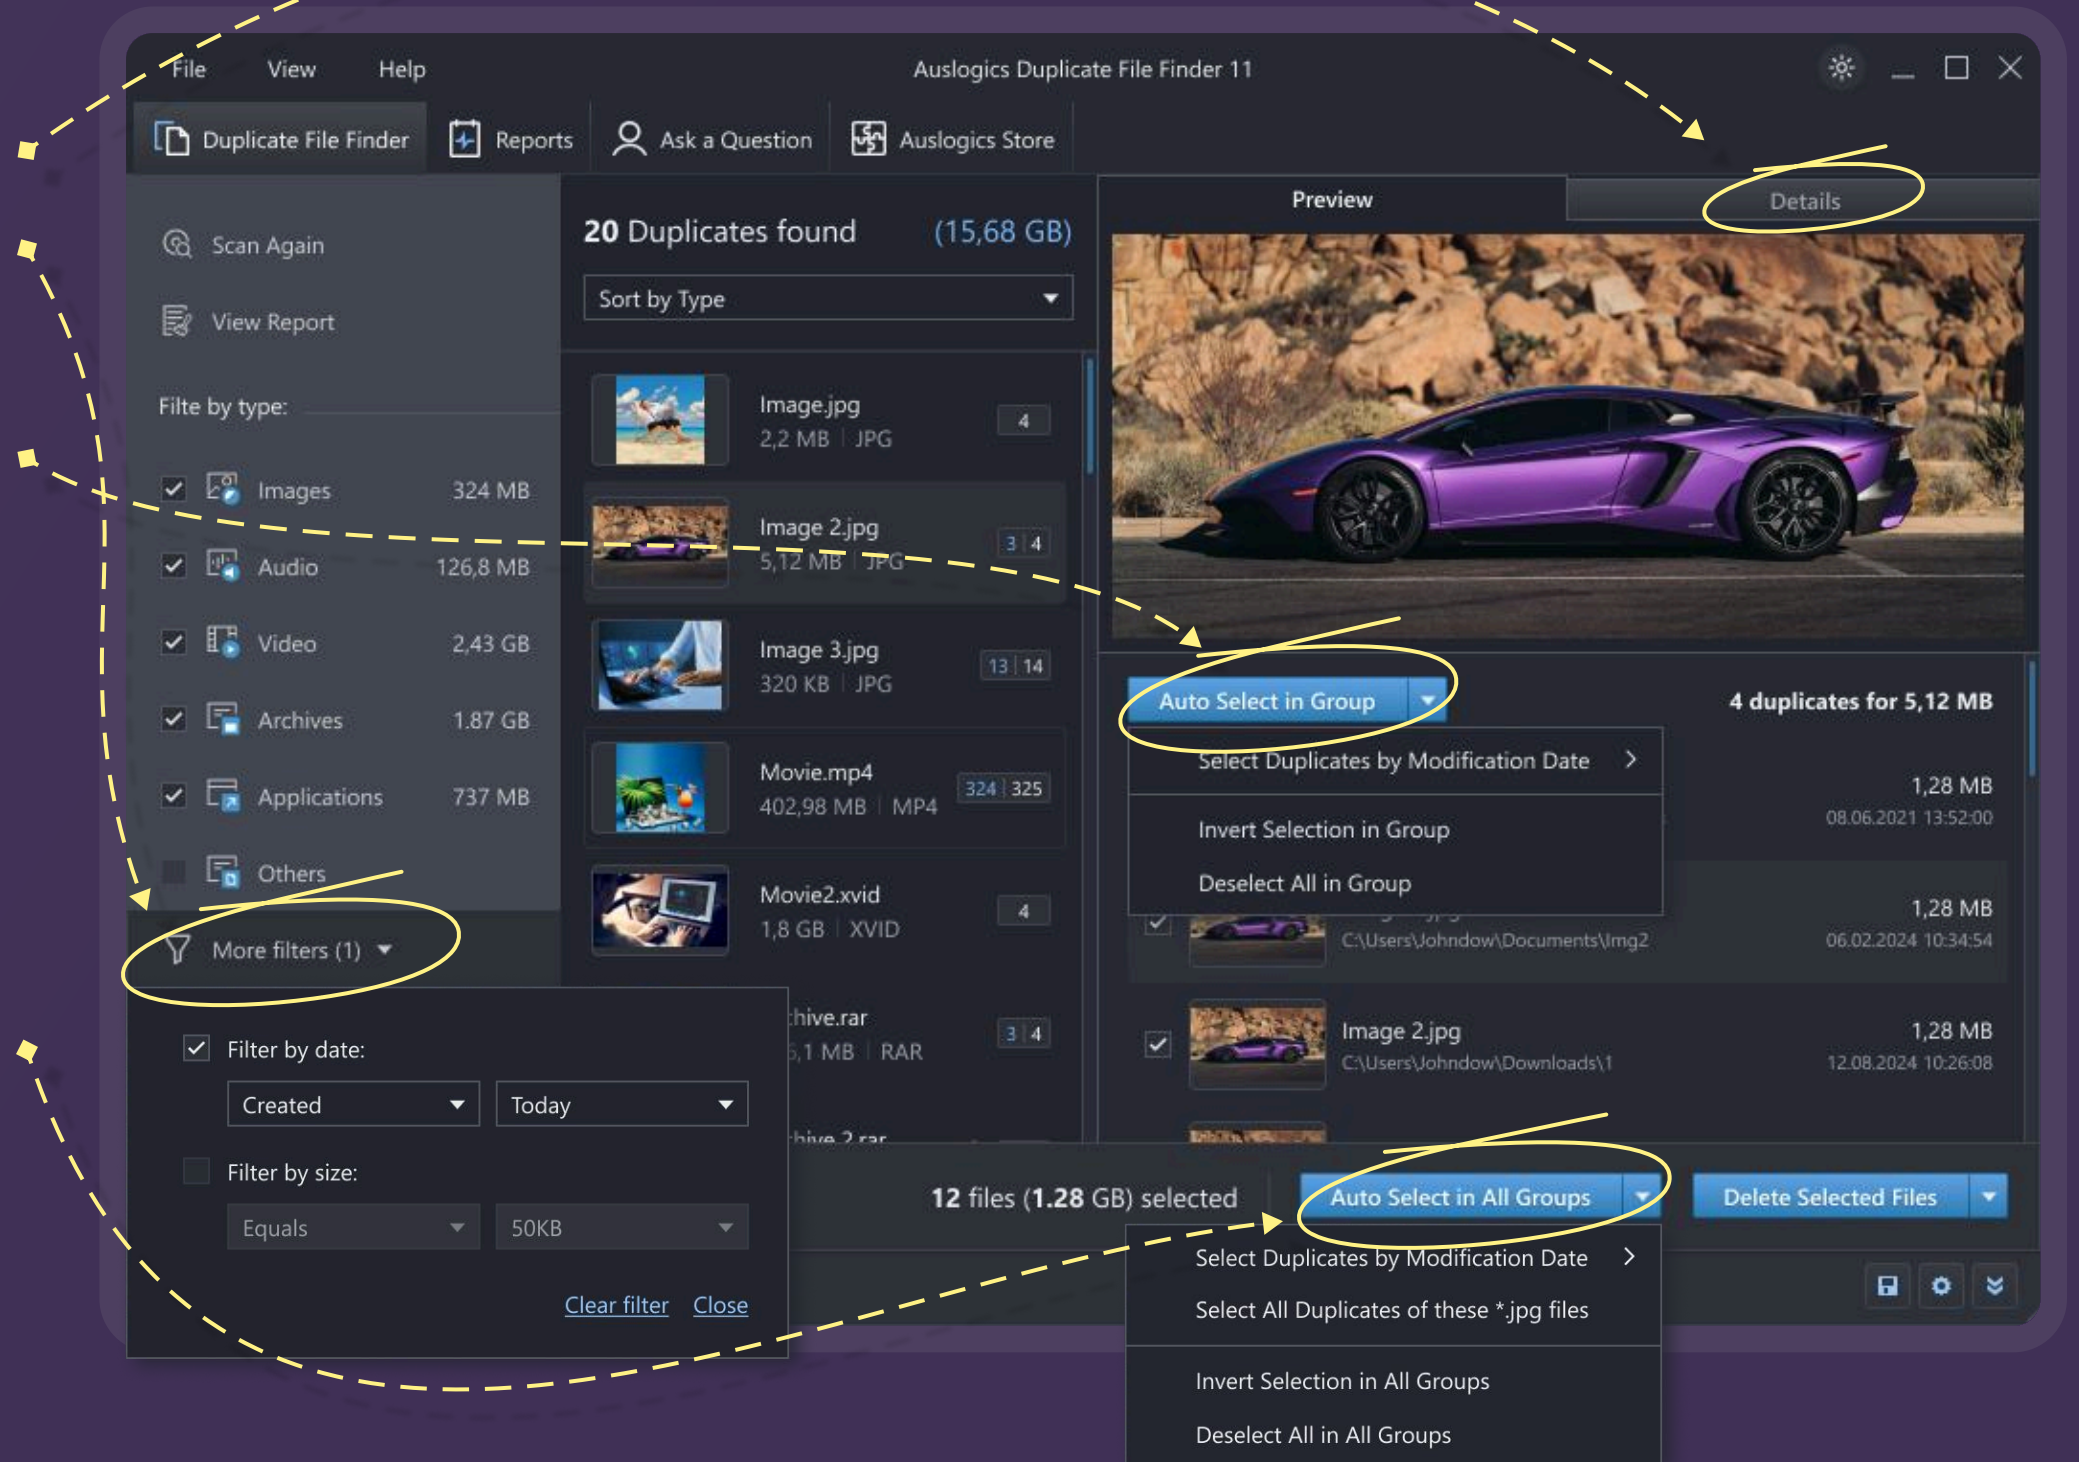 File View Help
Auslogics Duplicate File Finder 11
Duplicate File Finder
Reports
Ask a Question
Auslogics Store
Scan Again
View Report
Filte by type:
Images 324 MB
Audio 126,8 MB
Video 2,43 GB
Archives 1.87 GB
Applications 737 MB
Others
More filters (1)
Filter by date:
Created Today
Filter by size:
Equals 50KB
Clear filter Close
20 Duplicates found (15,68 GB)
Sort by Type
Image.jpg
2,2 MB | JPG
4
Image 2.jpg
5,12 MB | JPG
3 | 4
Image 3.jpg
320 KB | JPG
13 | 14
Movie.mp4
402,98 MB | MP4
324 | 325
Movie2.xvid
1,8 GB | XVID
4
hive.rar
,1 MB | RAR
3 | 4
hive 2.rar
Preview
Details
Auto Select in Group
4 duplicates for 5,12 MB
Select Duplicates by Modification Date
Invert Selection in Group
Deselect All in Group
1,28 MB
08.06.2021 13:52:00
1,28 MB
C:\Users\Johndow\Documents\Img2 06.02.2024 10:34:54
Image 2.jpg 1,28 MB
C:\Users\Johndow\Downloads\1 12.08.2024 10:26:08
12 files (1.28 GB) selected
Auto Select in All Groups
Delete Selected Files
Select Duplicates by Modification Date
Select All Duplicates of these *.jpg files
Invert Selection in All Groups
Deselect All in All Groups